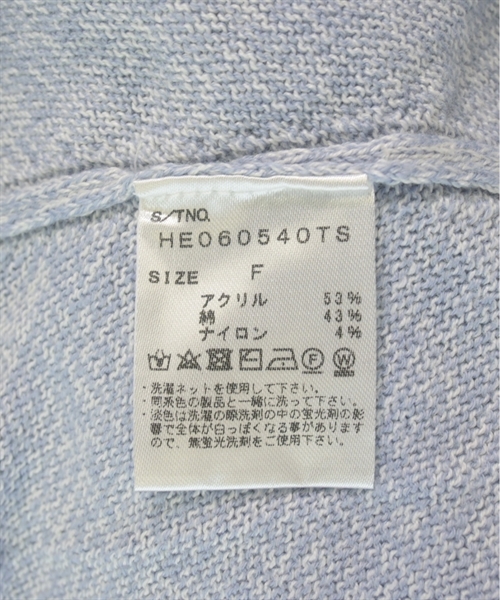 S/TNO.
HE060540TS
SIZE F
アクリル 53%
綿 43%
ナイロン 4%
F W
・洗濯ネットを使用して下さい。
・同系色の製品と一緒に洗って下さい。
・淡色は洗濯の際洗剤の中の蛍光剤の影
響で全体が白っぽくなる事があります
ので、無蛍光洗剤をご使用下さい。